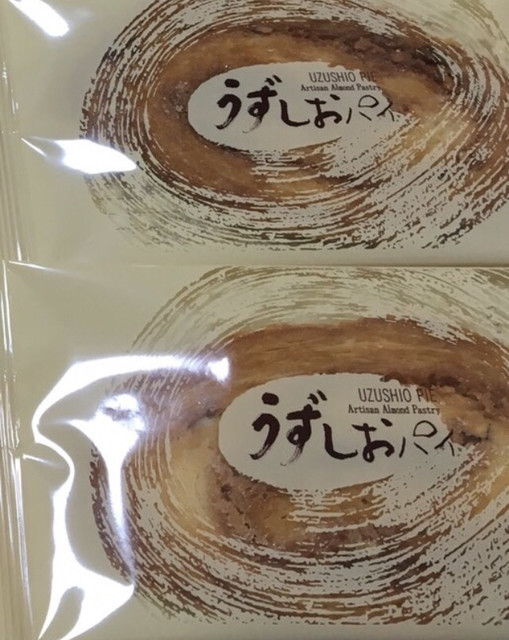 UZUSHIO PIE
Artisan Almond Pastry
うずしおパイ
UZUSHIO PIE
Artisan Almond Pastry
うずしおパイ